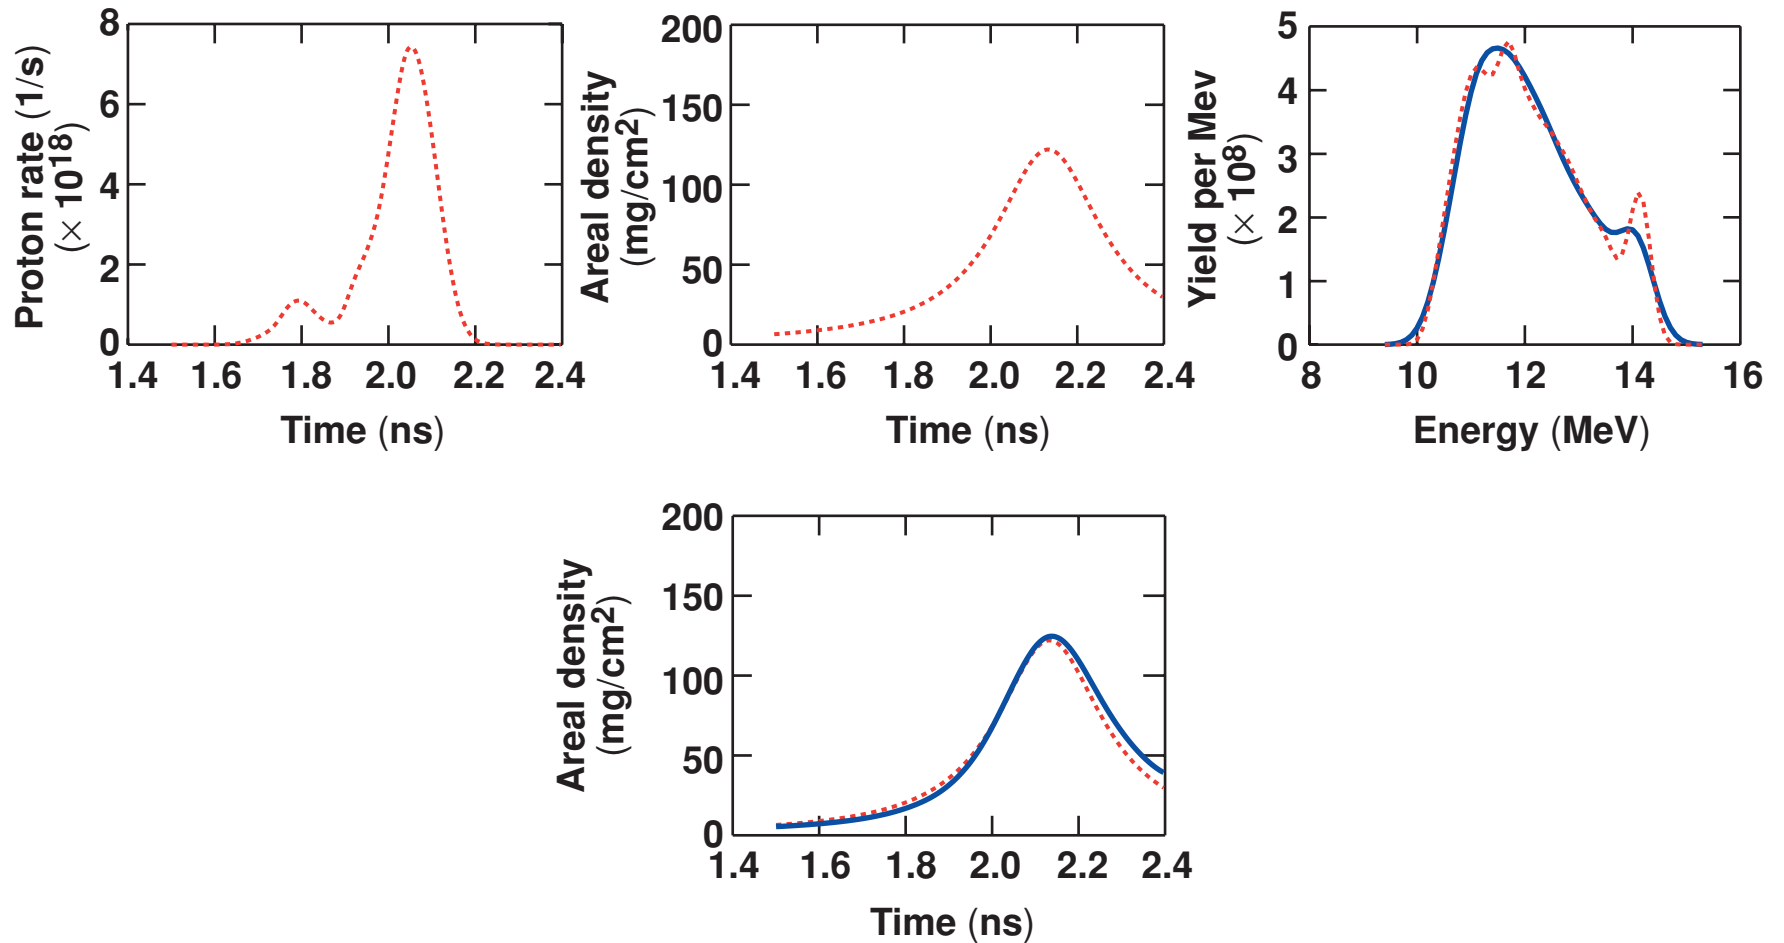 Proton rate (1/s)
(× 10^18)
8
6
4
2
0
1.4 1.6 1.8 2.0 2.2 2.4
Time (ns)
Areal density
(mg/cm2)
200
150
100
50
0
1.4 1.6 1.8 2.0 2.2 2.4
Time (ns)
Yield per Mev
(× 10^8)
5
4
3
2
1
0
8 10 12 14 16
Energy (MeV)
Areal density
(mg/cm2)
200
150
100
50
0
1.4 1.6 1.8 2.0 2.2 2.4
Time (ns)